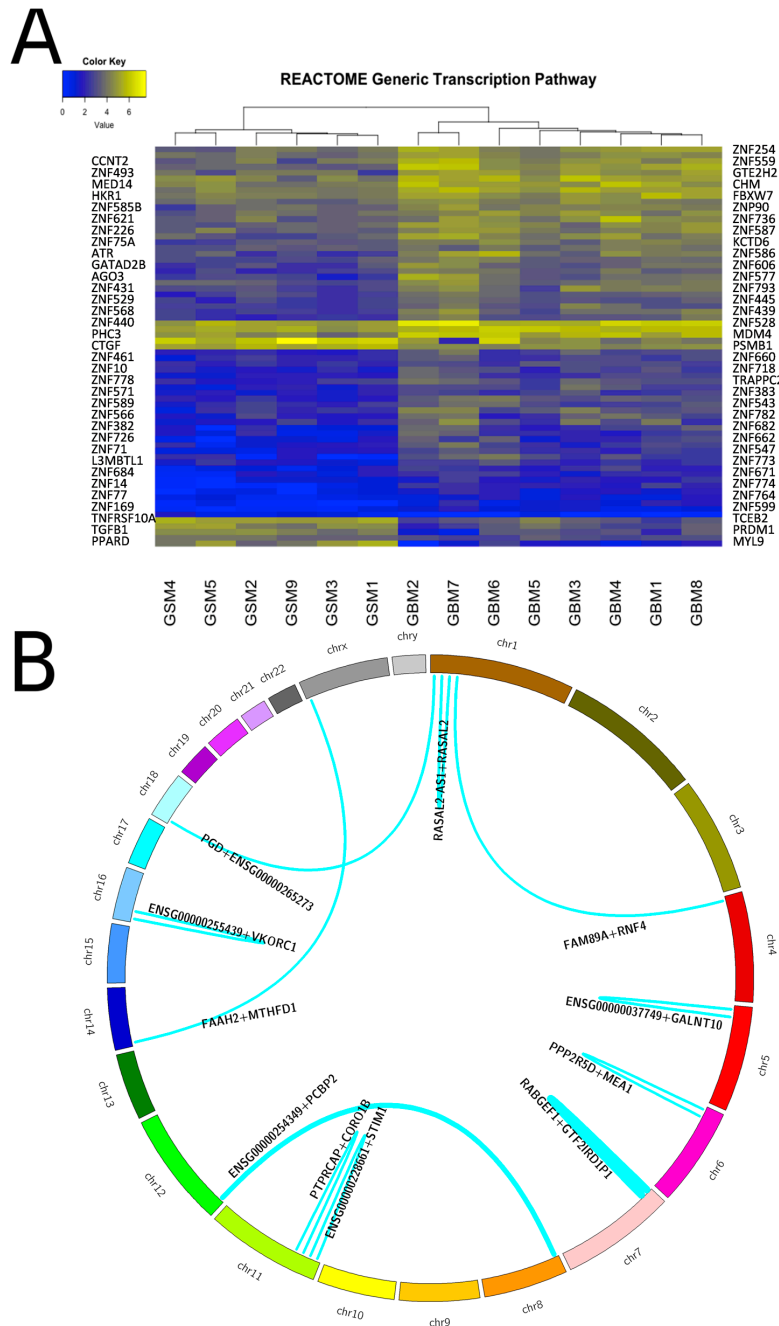 A
Color Key
0 2 4 6
Value
REACTOME Generic Transcription Pathway
CCNT2
ZNF493
MED14
HKR1
ZNF585B
ZNF621
ZNF226
ZNF75A
ATR
GATAD2B
AGO3
ZNF431
ZNF529
ZNF568
ZNF440
PHC3
CTGF
ZNF461
ZNF10
ZNF778
ZNF571
ZNF589
ZNF566
ZNF382
ZNF726
ZNF71
L3MBTL1
ZNF684
ZNF14
ZNF77
ZNF169
TNFRSF10A
TGFB1
PPARD
ZNF254
ZNF559
GTE2H2
CHM
FBXW7
ZNP90
ZNF736
ZNF587
KCTD6
ZNF586
ZNF606
ZNF577
ZNF793
ZNF445
ZNF439
ZNF528
MDM4
PSMB1
ZNF660
ZNF718
TRAPPC2
ZNF383
ZNF543
ZNF782
ZNF682
ZNF662
ZNF547
ZNF773
ZNF671
ZNF774
ZNF764
ZNF599
TCEB2
PRDM1
MYL9
GSM4
GSM5
GSM2
GSM9
GSM3
GSM1
GBM2
GBM7
GBM6
GBM5
GBM3
GBM4
GBM1
GBM8
B
chr1
chr2
chr3
chr4
chr5
chr6
chr7
chr8
chr9
chr10
chr11
chr12
chr13
chr14
chr15
chr16
chr17
chr18
chr19
chr20
chr21
chr22
chrx
chry
RASAL2-AS1+RASAL2
PGD+ENSG00000265273
ENSG00000255439+VKORC1
FAM89A+RNF4
FAAH2+MTHFD1
ENSG00000037749+GALNT10
PPP2R5D+MEA1
RABGEF1+GTF2IRD1P1
ENSG00000254349+PCBP2
PTPRCAP+CORO1B
ENSG00000228661+STIM1